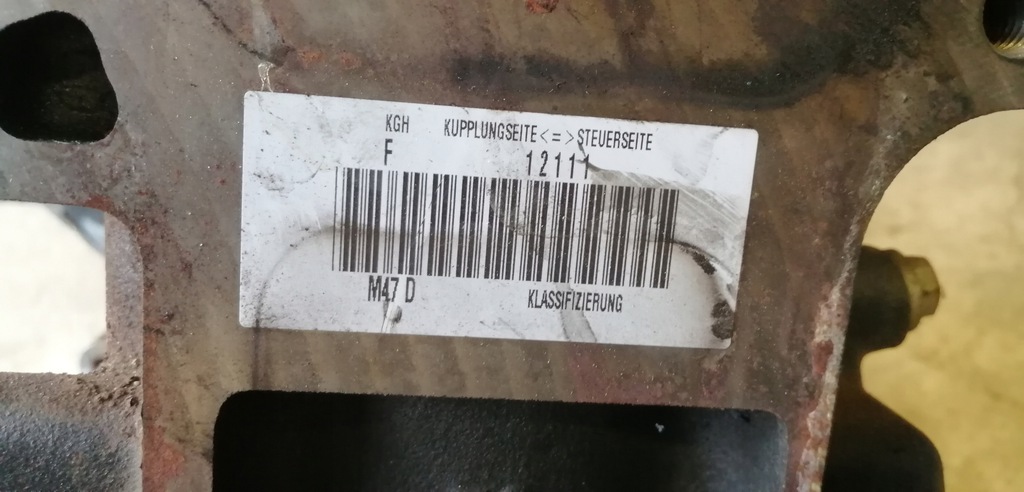 KGH KUPPLUNGSEITE<=>STEUERSEITE
F 12111
M47 D KLASSIFIZIERUNG